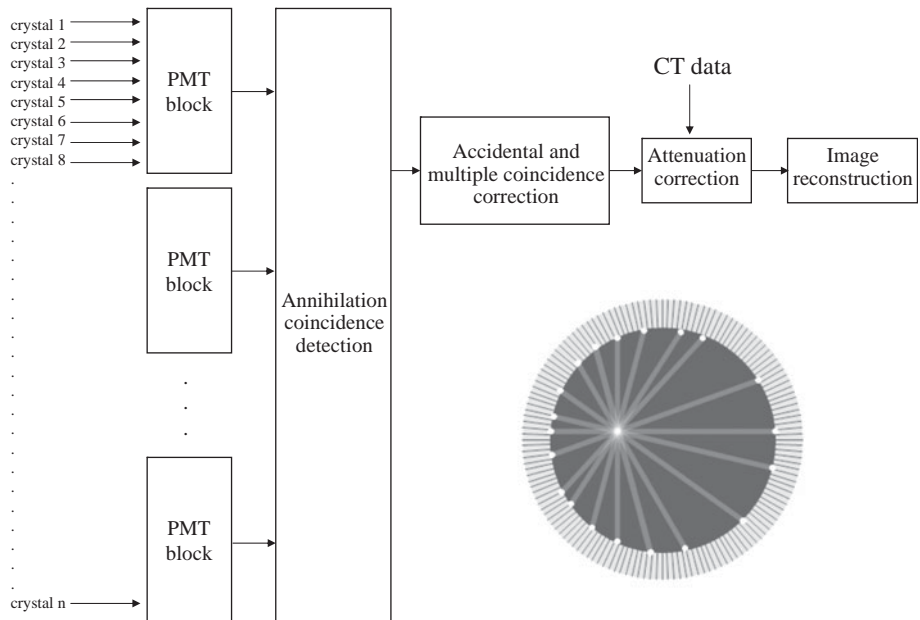 crystal 1
crystal 2
crystal 3
crystal 4
crystal 5
crystal 6
crystal 7
crystal 8
crystal n
PMT
block
PMT
block
PMT
block
Annihilation
coincidence
detection
Accidental and
multiple coincidence
correction
CT data
Attenuation
correction
Image
reconstruction